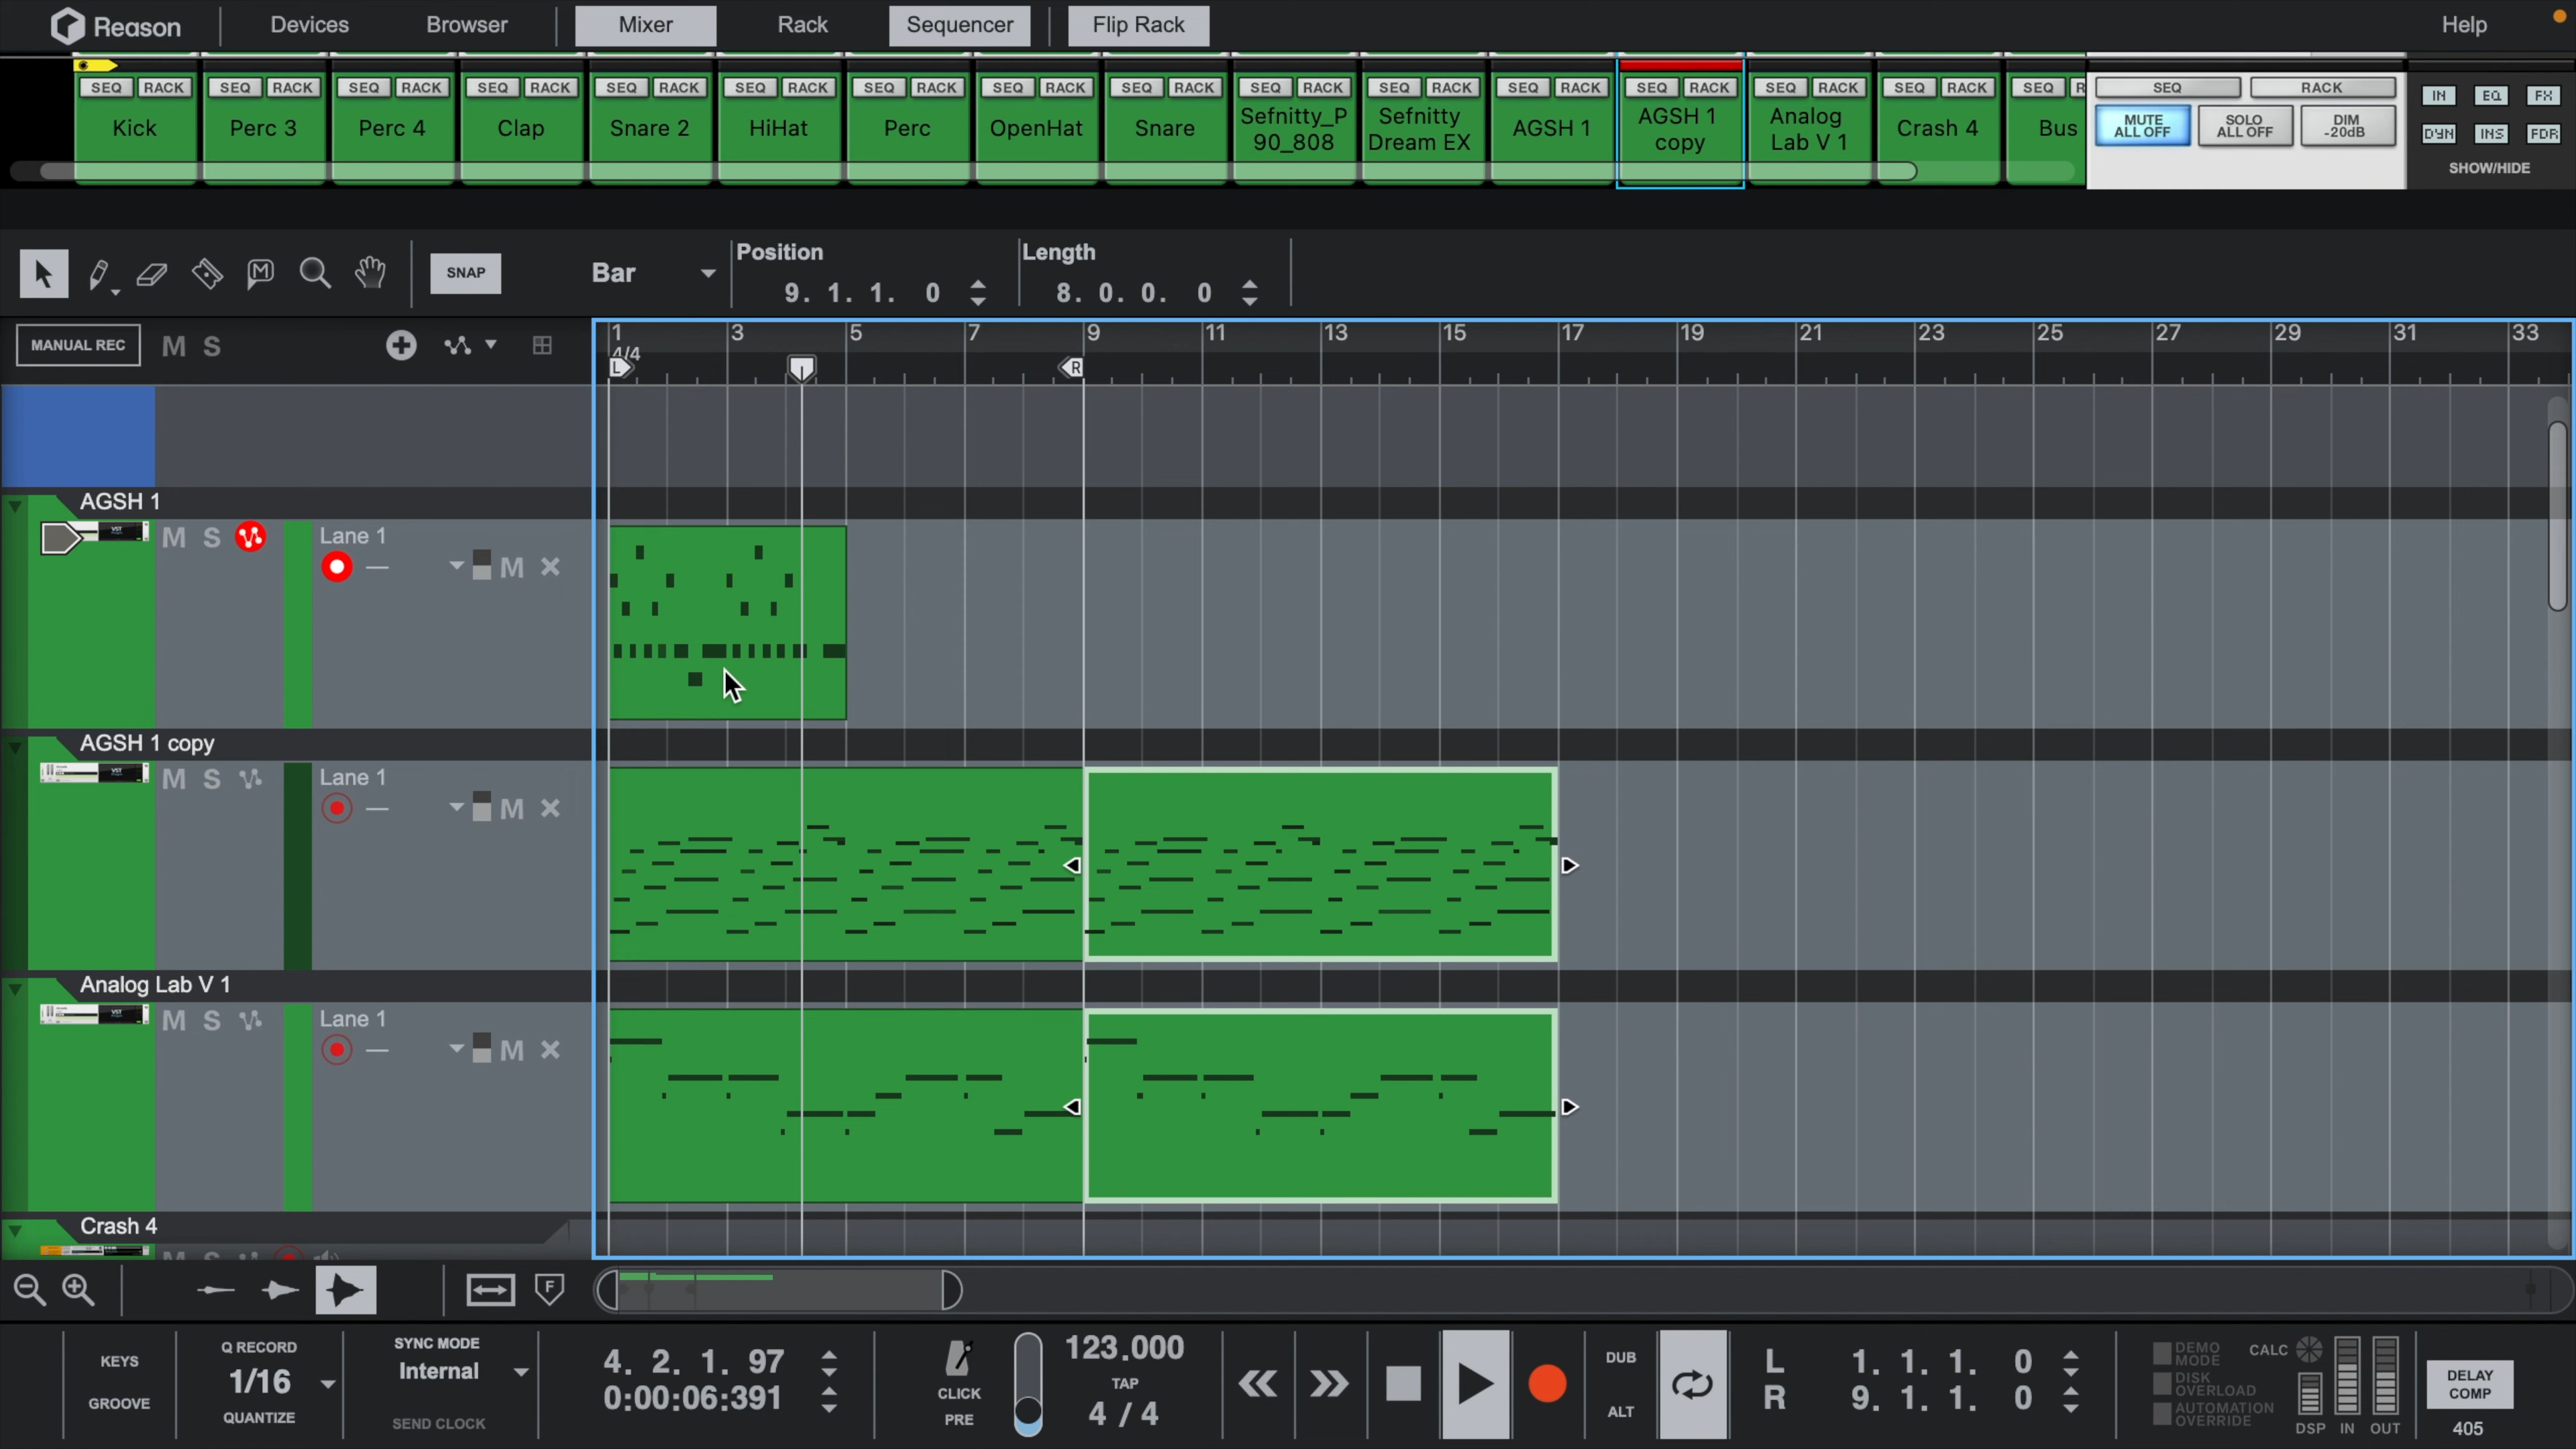 Reason Devices Browser Mixer Rack Sequencer Flip Rack Help
SEQ RACK SEQ RACK SEQ RACK SEQ RACK SEQ RACK SEQ RACK SEQ RACK SEQ RACK SEQ RACK SEQ RACK SEQ RACK SEQ RACK SEQ RACK SEQ RACK SEQ RACK SEQ R SEQ RACK IN EQ FX
Kick Perc 3 Perc 4 Clap Snare 2 HiHat Perc OpenHat Snare Sefnitty_P Sefnitty AGSH 1 AGSH 1 Analog Crash 4 Bus MUTE SOLO DIM
90_808 Dream EX copy Lab V 1 ALL OFF ALL OFF -20dB DYN INS FDR
SHOW/HIDE
Position Length
SNAP Bar 9. 1. 1. 0 8. 0. 0. 0
M
MANUAL REC M S 1 3 5 7 9 11 13 15 17 19 21 23 25 27 29 31 33
4/4
L R
AGSH 1
M S Lane 1
M
AGSH 1 copy
M S Lane 1
M
Analog Lab V 1
M S Lane 1
M
Crash 4
F
KEYS Q RECORD SYNC MODE 4. 2. 1. 97 123.000 DUB L 1. 1. 1. 0 DEMO MODE CALC DELAY COMP
GROOVE 1/16 Internal 0:00:06:391 CLICK TAP ALT R 9. 1. 1. 0 DISK OVERLOAD
QUANTIZE SEND CLOCK PRE 4 / 4 AUTOMATION OVERRIDE DSP IN OUT 405